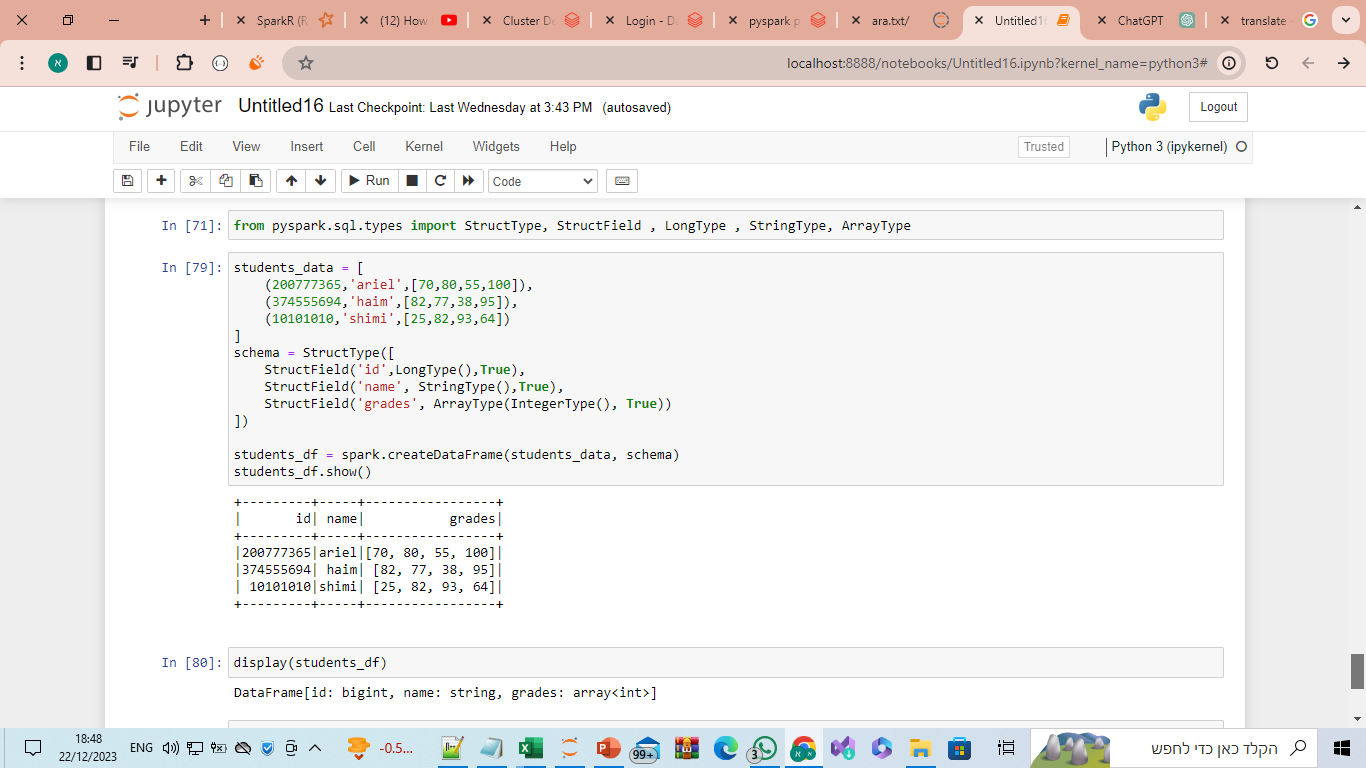 SparkR (R
(12) How
Cluster De
Login - Da
pyspark p
ara.txt/
Untitled16
ChatGPT
translate -
א
localhost:8888/notebooks/Untitled16.ipynb?kernel_name=python3#
jupyter Untitled16 Last Checkpoint: Last Wednesday at 3:43 PM (autosaved)
Logout
File Edit View Insert Cell Kernel Widgets Help
Trusted
Python 3 (ipykernel)
Run
Code
In [71]: from pyspark.sql.types import StructType, StructField , LongType , StringType, ArrayType
In [79]: students_data = [
(200777365,'ariel',[70,80,55,100]),
(374555694,'haim',[82,77,38,95]),
(10101010,'shimi',[25,82,93,64])
]
schema = StructType([
StructField('id',LongType(),True),
StructField('name', StringType(),True),
StructField('grades', ArrayType(IntegerType(), True))
])
students_df = spark.createDataFrame(students_data, schema)
students_df.show()
+---------+-----+-----------------+
|       id| name|           grades|
+---------+-----+-----------------+
|200777365|ariel|[70, 80, 55, 100]|
|374555694| haim| [82, 77, 38, 95]|
| 10101010|shimi| [25, 82, 93, 64]|
+---------+-----+-----------------+
In [80]: display(students_df)
DataFrame[id: bigint, name: string, grades: array<int>]
18:48
22/12/2023
ENG
-0.5...
99+
3
הקלד כאן כדי לחפש